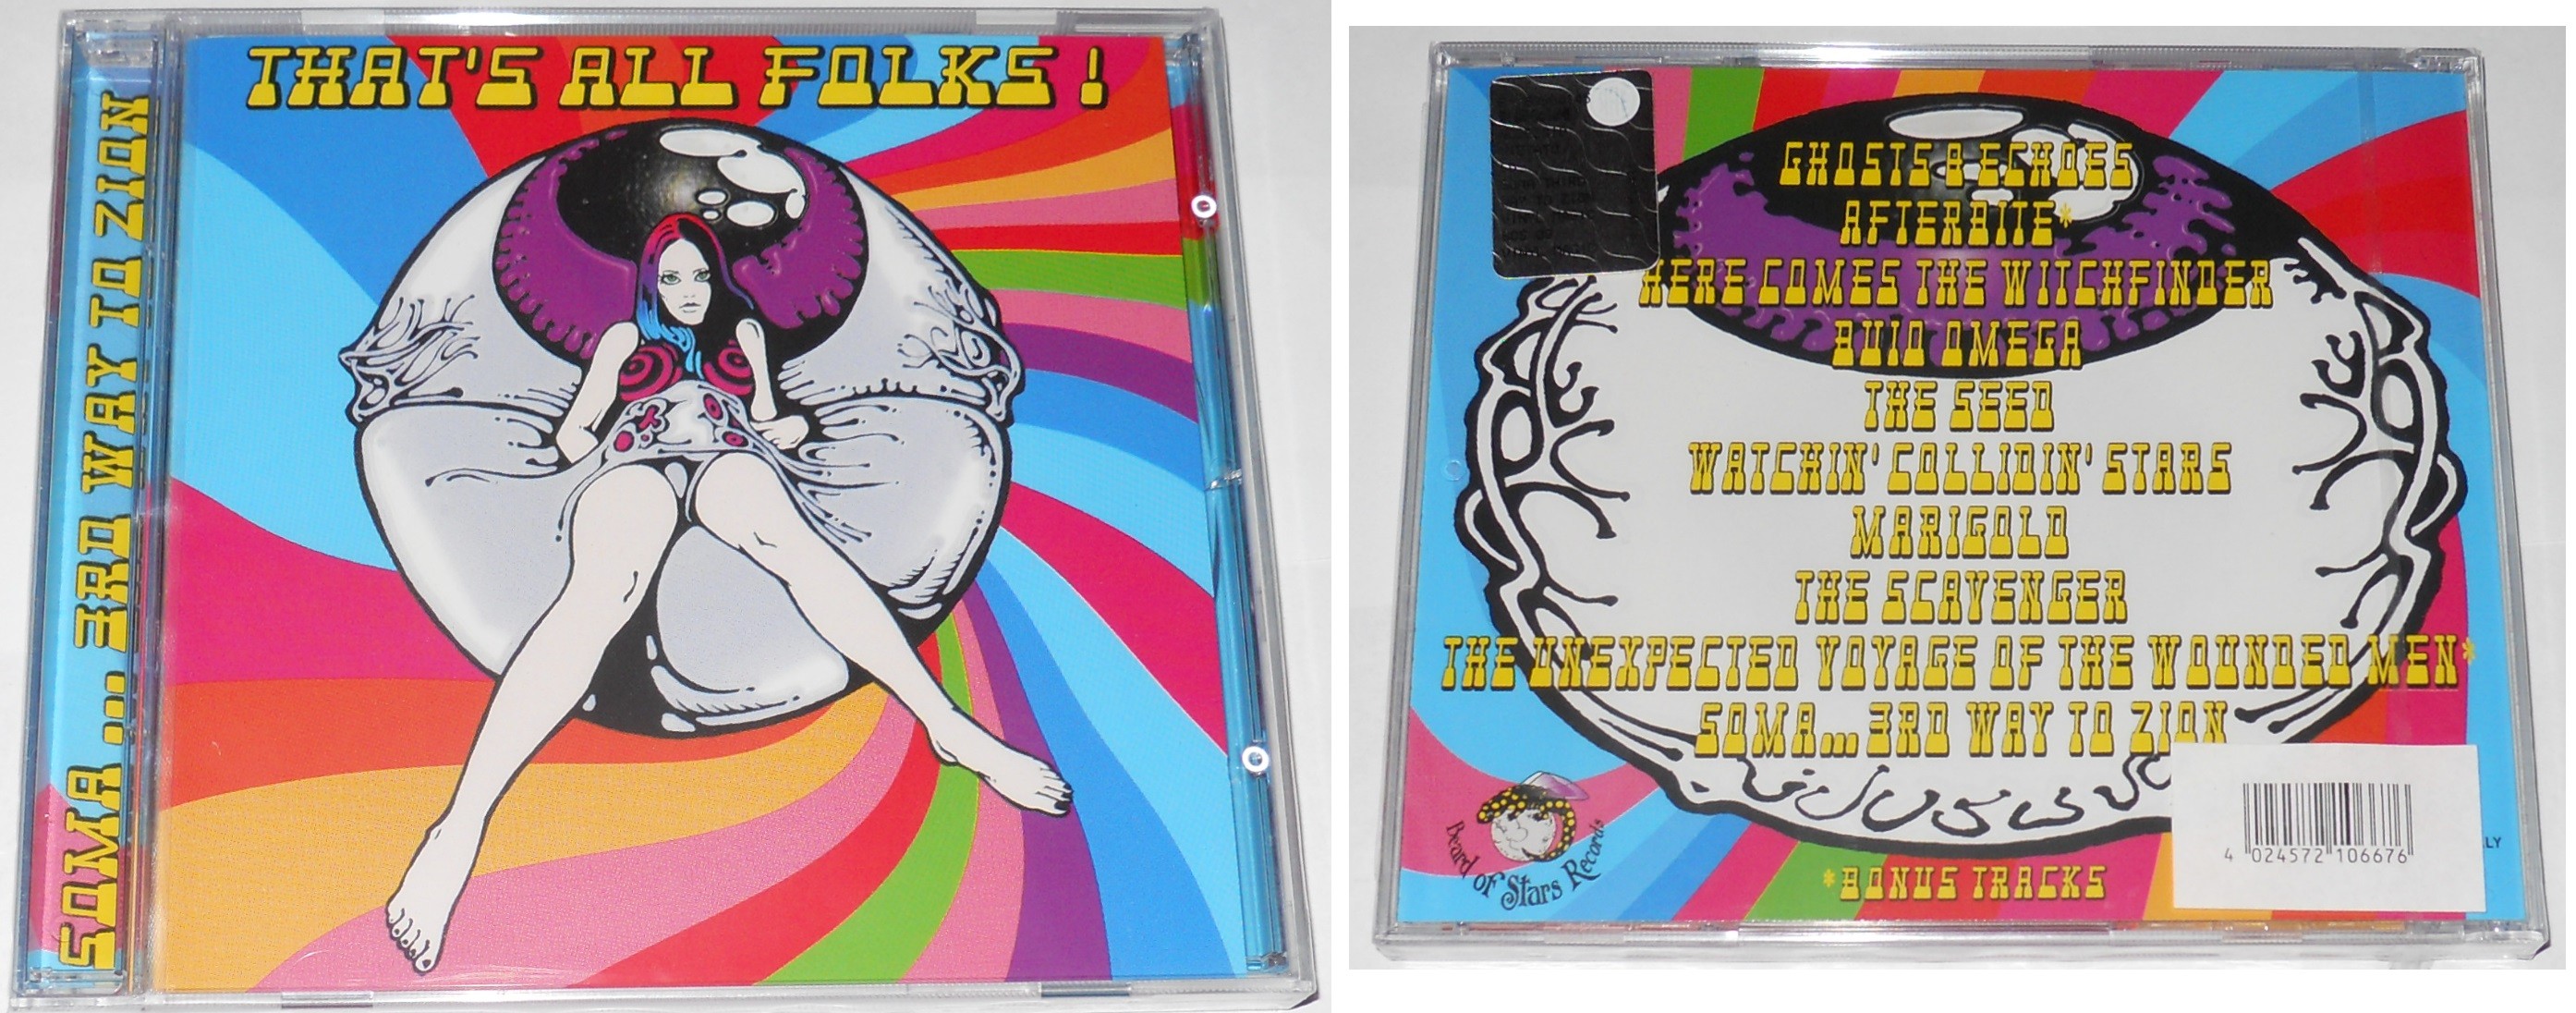 THAT'S ALL FOLKS!
SOMA... 3RD WAY TO ZION
GHOSTS & ECHOES
AFTERBITE*
HERE COMES THE WITCHFINDER
BUIO OMEGA
THE SEED
WATCHIN' COLLIDIN' STARS
MARIGOLD
THE SCAVENGER
THE UNEXPECTED VOYAGE OF THE WOUNDED MEN*
SOMA... 3RD WAY TO ZION
Beard of Stars Records
*BONUS TRACKS
4 024572 106676
LY